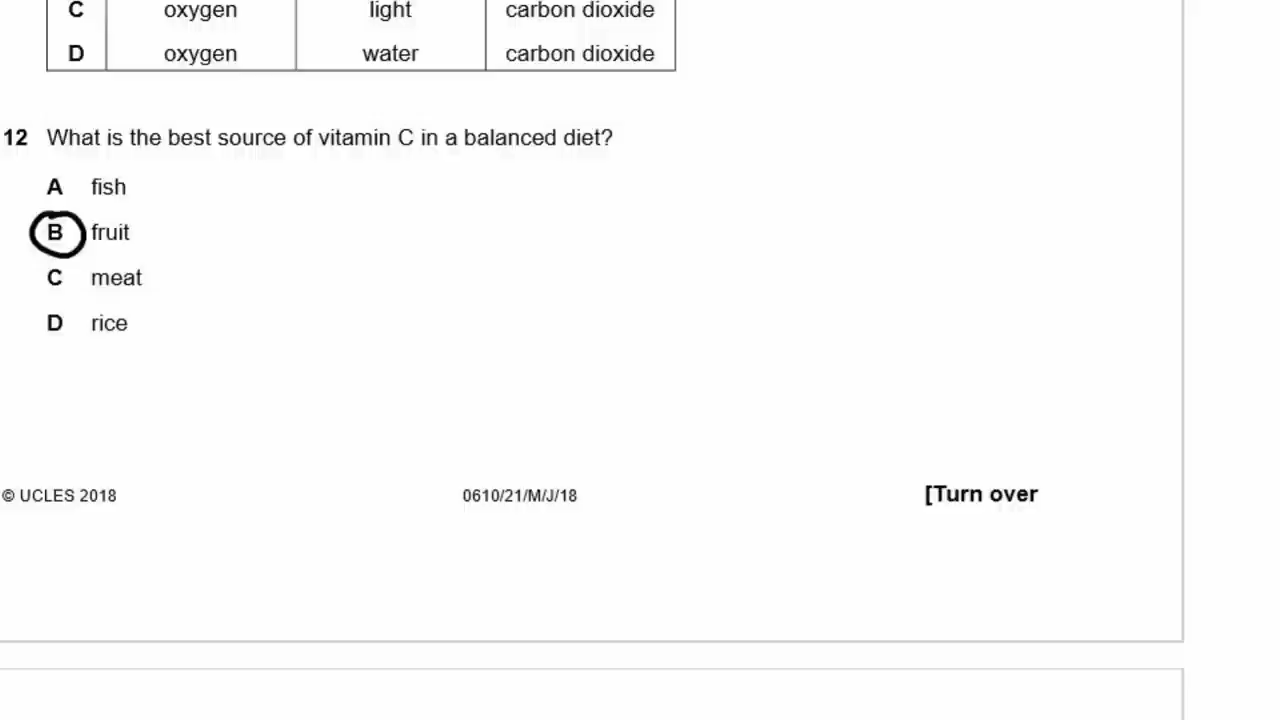 C oxygen light carbon dioxide
D oxygen water carbon dioxide
12 What is the best source of vitamin C in a balanced diet?
A fish
B fruit
C meat
D rice
© UCLES 2018 0610/21/M/J/18 [Turn over